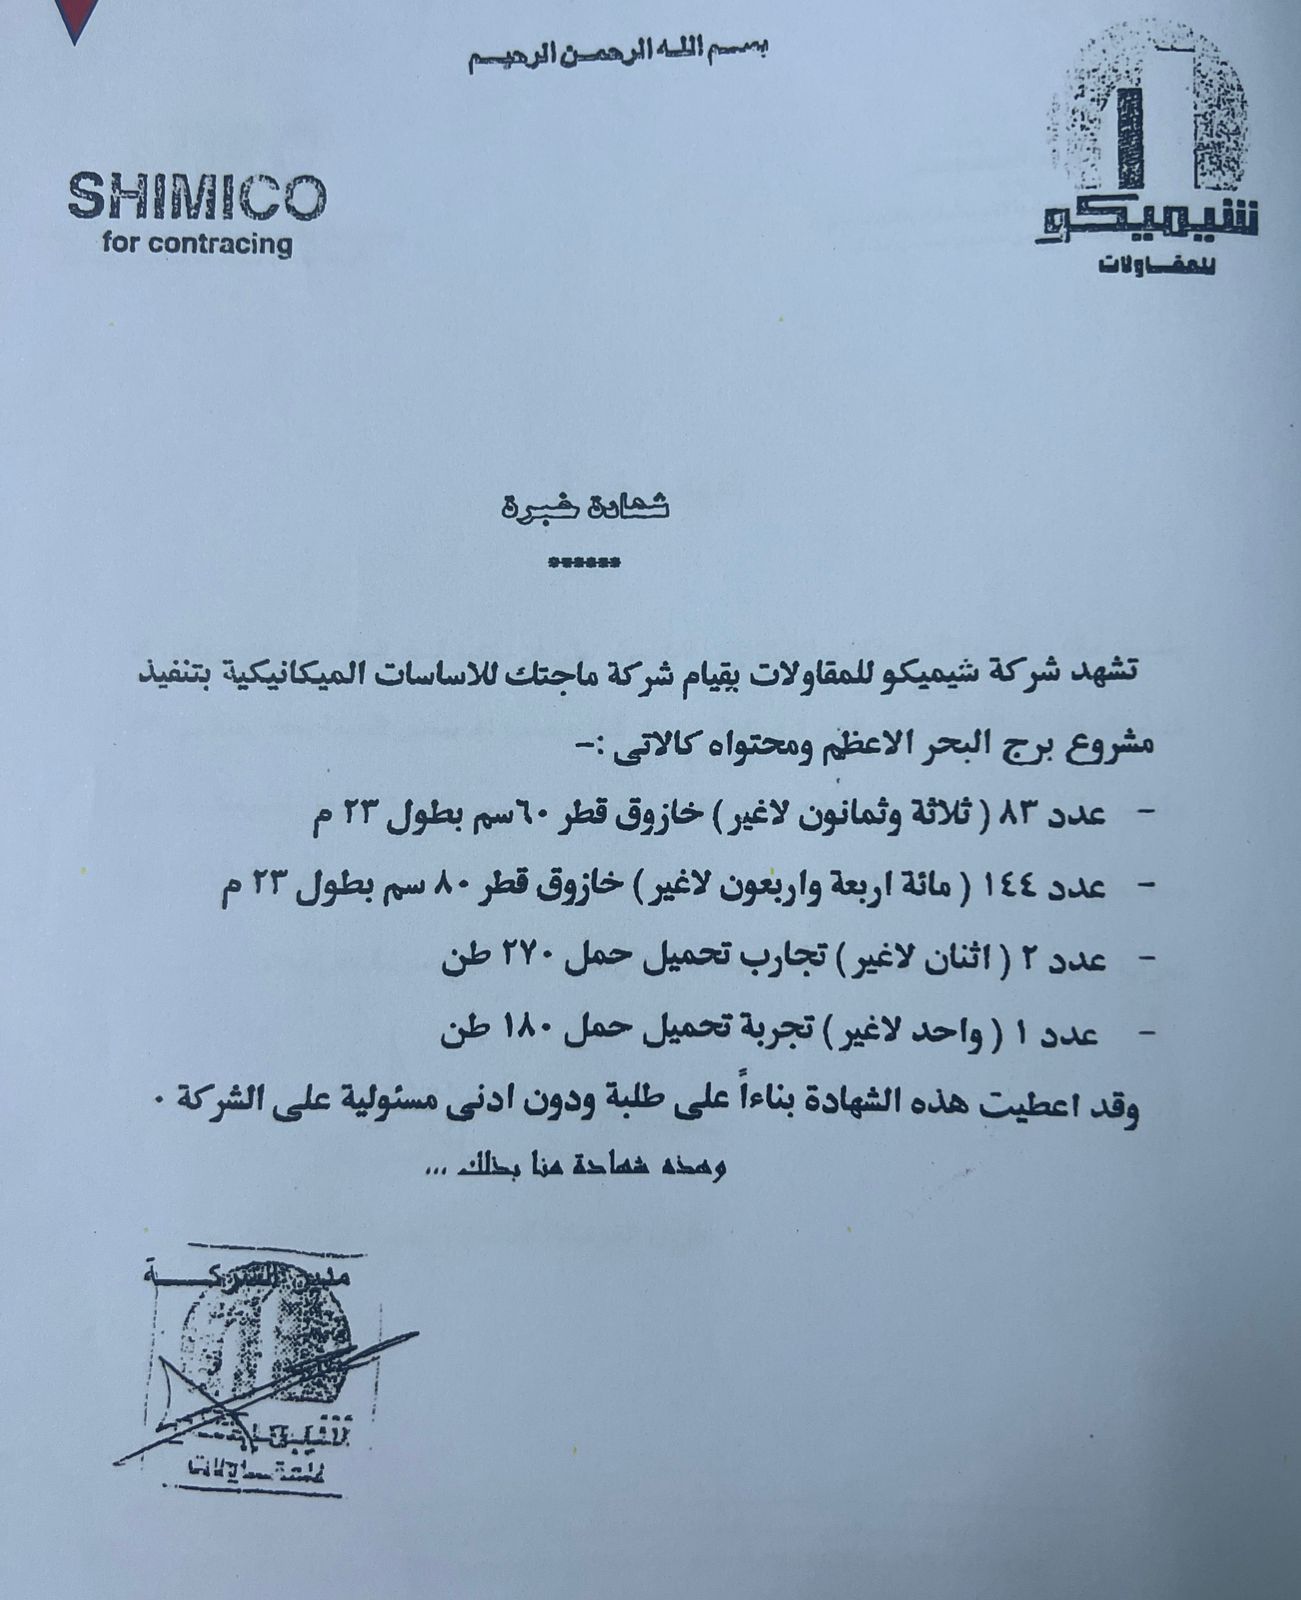 بسم الله الرحمن الرحيم
SHIMICO
for contracing
شيميكو
للمقاولات
شهادة خبرة
******
تشهد شركة شيميكو للمقاولات بقيام شركة ماجتك للاساسات الميكانيكية بتنفيذ
مشروع برج البحر الاعظم ومحتواه كالاتى :-
- عدد ٨٣ ( ثلاثة وثمانون لاغير) خازوق قطر ٦٠سم بطول ٢٣ م
- عدد ١٤٤ ( مائة اربعة واربعون لاغير) خازوق قطر ٨٠ سم بطول ٢٣ م
- عدد ٢ ( اثنان لاغير) تجارب تحميل حمل ٢٧٠ طن
- عدد ١ ( واحد لاغير) تجربة تحميل حمل ١٨٠ طن
وقد اعطيت هذه الشهادة بناءاً على طلبة ودون ادنى مسئولية على الشركة ٠
وهذه شهادة منا بذلك ...
مدير الشركـــة
للمقــاولات